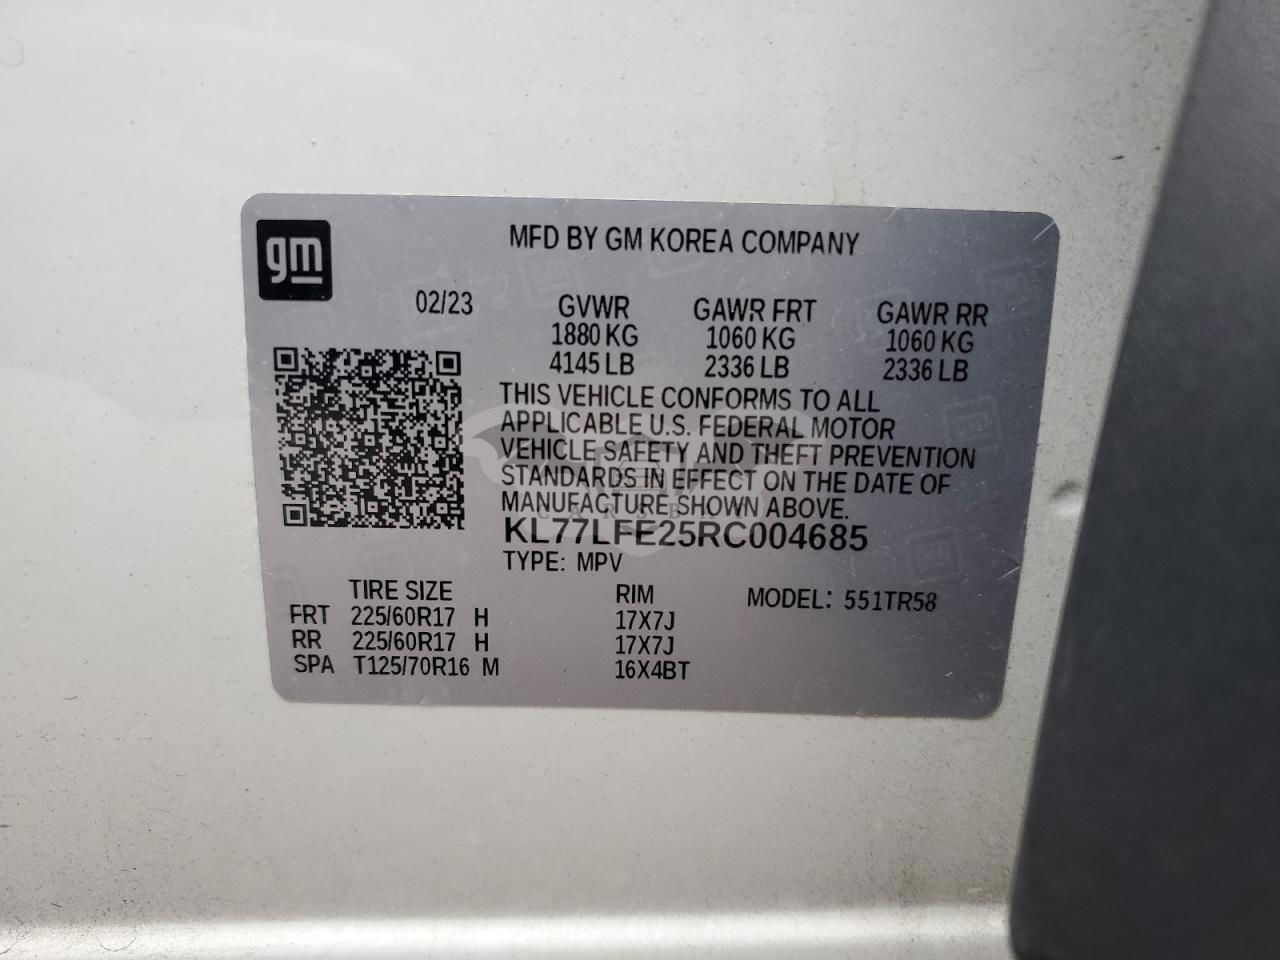 gm
MFD BY GM KOREA COMPANY
02/23 GVWR GAWR FRT GAWR RR
1880 KG 1060 KG 1060 KG
4145 LB 2336 LB 2336 LB
THIS VEHICLE CONFORMS TO ALL
APPLICABLE U.S. FEDERAL MOTOR
VEHICLE SAFETY AND THEFT PREVENTION
STANDARDS IN EFFECT ON THE DATE OF
MANUFACTURE SHOWN ABOVE.
KL77LFE25RC004685
TYPE: MPV
TIRE SIZE RIM MODEL: 551TR58
FRT 225/60R17 H 17X7J
RR 225/60R17 H 17X7J
SPA T125/70R16 M 16X4BT